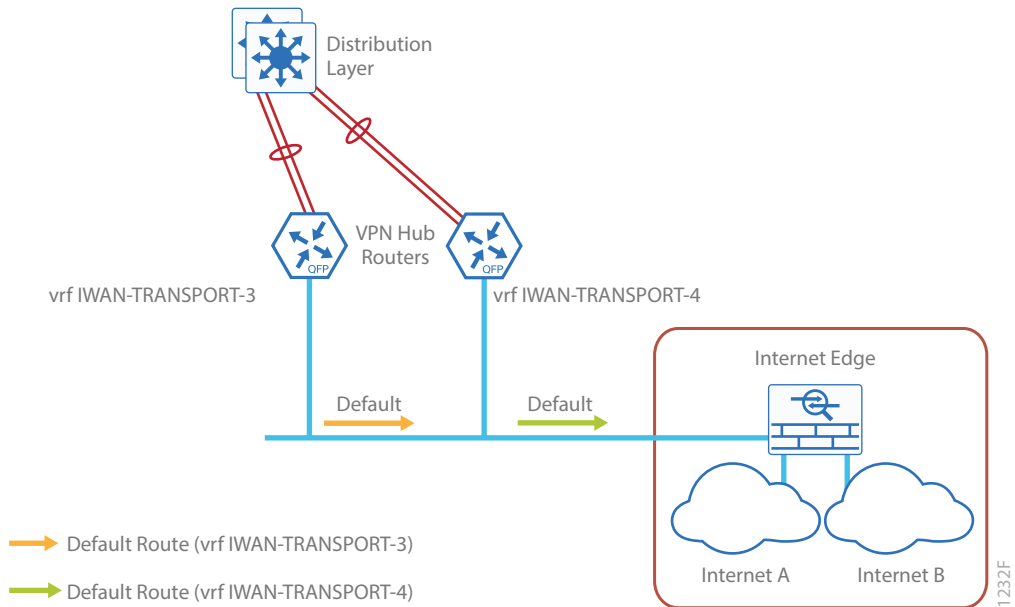 Distribution
Layer
VPN Hub
Routers
QFP
QFP
vrf IWAN-TRANSPORT-3
vrf IWAN-TRANSPORT-4
Internet Edge
Default
Default
Internet A
Internet B
Default Route (vrf IWAN-TRANSPORT-3)
Default Route (vrf IWAN-TRANSPORT-4)
1232F